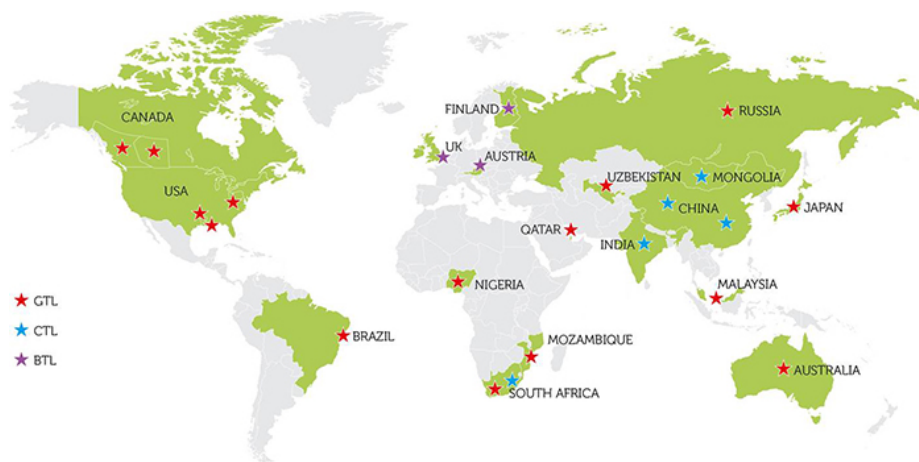 CANADA
USA
BRAZIL
FINLAND
UK
AUSTRIA
RUSSIA
UZBEKISTAN
MONGOLIA
CHINA
JAPAN
QATAR
INDIA
NIGERIA
MALAYSIA
MOZAMBIQUE
SOUTH AFRICA
AUSTRALIA
GTL
CTL
BTL